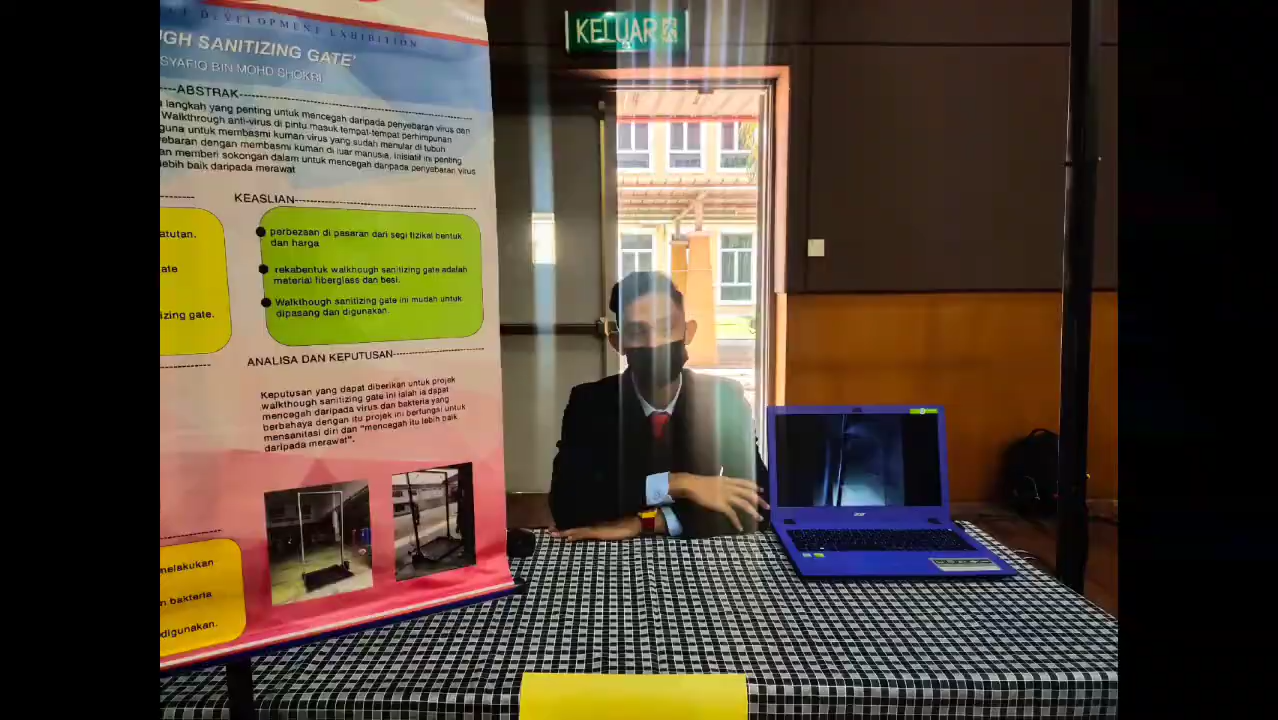 DEVELOPMENT EXHIBITION
GH SANITIZING GATE'
SYAFIQ BIN MOHD SHOKRI
ABSTRAK
langkah yang penting untuk mencegah daripada penyebaran virus dan
Walkthrough anti-virus di pintu masuk tempat-tempat perhimpunan
guna untuk membasmi kuman virus yang sudah menular di tubuh
ebaran dengan membasmi kuman di luar manusia. Inisiatif ini penting
an memberi sokongan dalam untuk mencegah daripada penyebaran virus
lebih baik daripada merawat
KEASLIAN
perbezaan di pasaran dari segi fizikal bentuk
dan harga
rekabentuk walkhough sanitizing gate adalah
material fiberglass dan besi.
Walkthough sanitizing gate ini mudah untuk
dipasang dan digunakan.
atutan.
ate
izing gate.
ANALISA DAN KEPUTUSAN
Keputusan yang dapat diberikan untuk projek
walkthough sanitizing gate ini ialah ia dapat
mencegah daripada virus dan bakteria yang
berbahaya dengan itu projek ini berfungsi untuk
mensanitasi diri dan "mencegah itu lebih baik
daripada merawat".
melakukan
n bakteria
digunakan.
KELUAR
acer